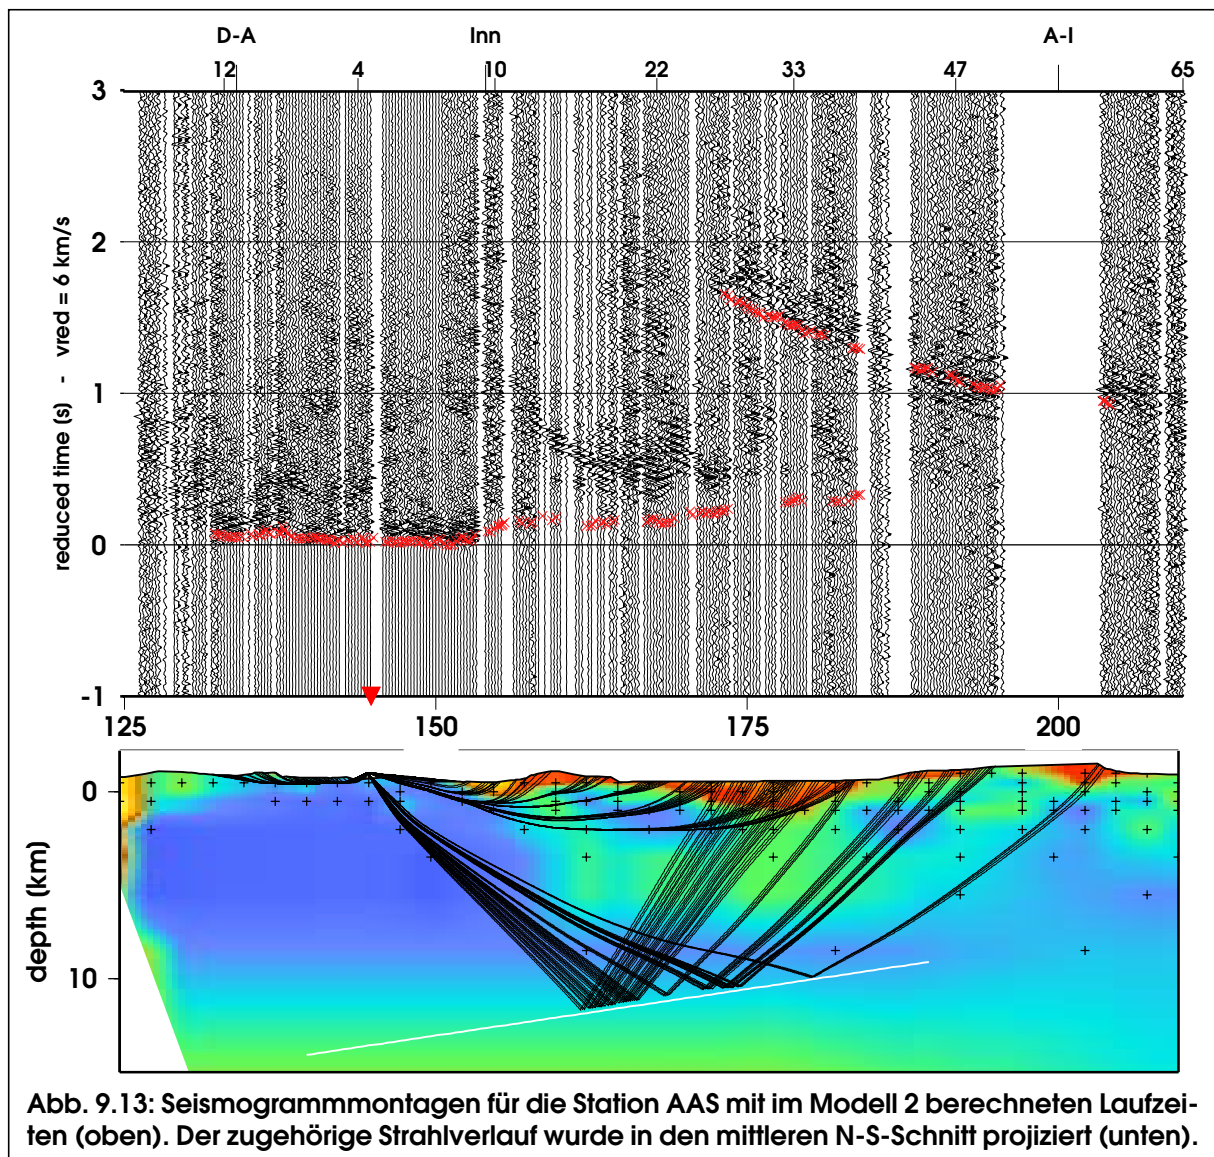 D-A Inn A-I
12 4 10 22 33 47 65
3
2
1
0
-1
reduced time (s) - vred = 6 km/s
125 150 175 200
0
10
depth (km)
Abb. 9.13: Seismogrammmontagen für die Station AAS mit im Modell 2 berechneten Laufzei-
ten (oben). Der zugehörige Strahlverlauf wurde in den mittleren N-S-Schnitt projiziert (unten).